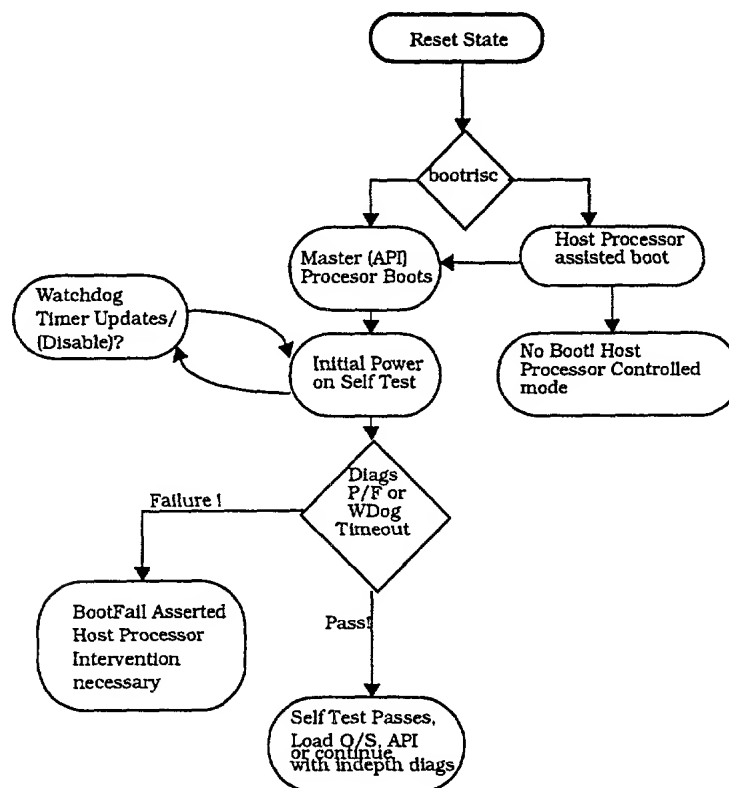 Reset State
bootrisc
Master (API)
Procesor Boots
Host Processor
assisted boot
Watchdog
Timer Updates/
(Disable)?
Initial Power
on Self Test
No Boot! Host
Processor Controlled
mode
Diags
P/F or
WDog
Timeout
Failure !
BootFail Asserted
Host Processor
Intervention
necessary
Pass!
Self Test Passes,
Load O/S, API
or continue
with indepth diags